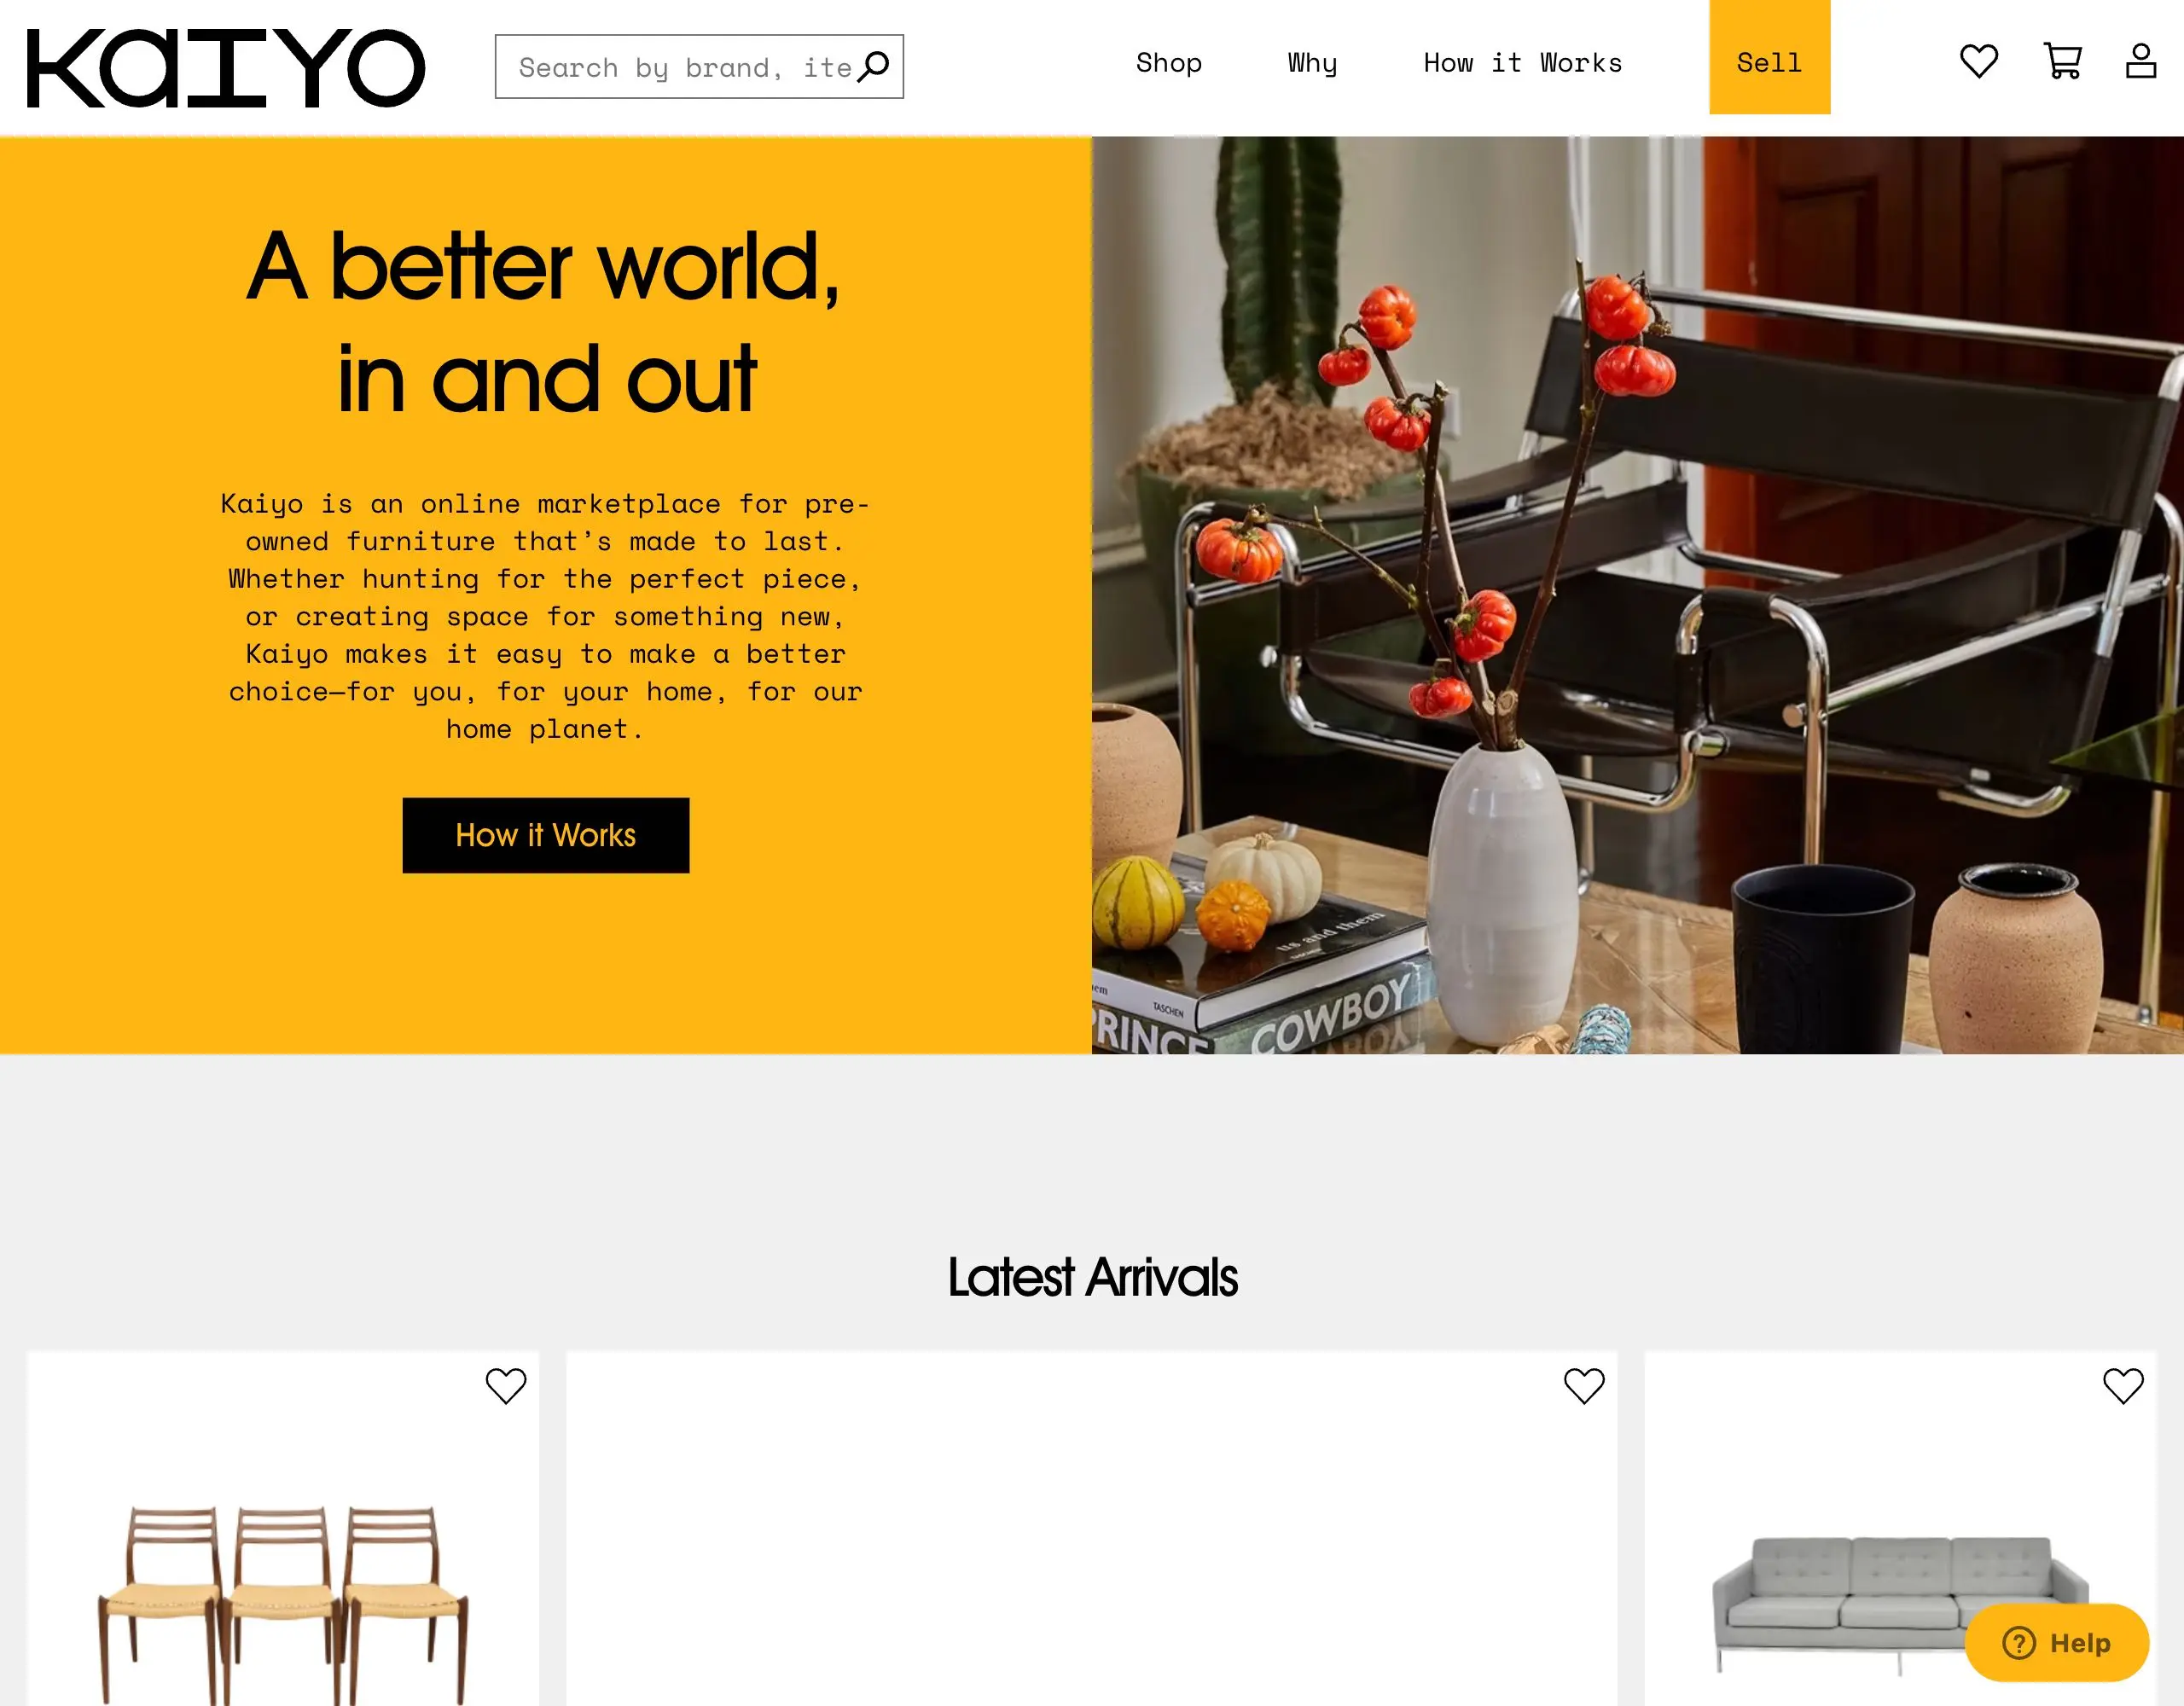 KAIYO
Search by brand, ite
Shop
Why
How it Works
Sell
A better world,
in and out
Kaiyo is an online marketplace for pre-
owned furniture that’s made to last.
Whether hunting for the perfect piece,
or creating space for something new,
Kaiyo makes it easy to make a better
choice—for you, for your home, for our
home planet.
How it Works
us and them
TASCHEN
COWBOY
Latest Arrivals
Help